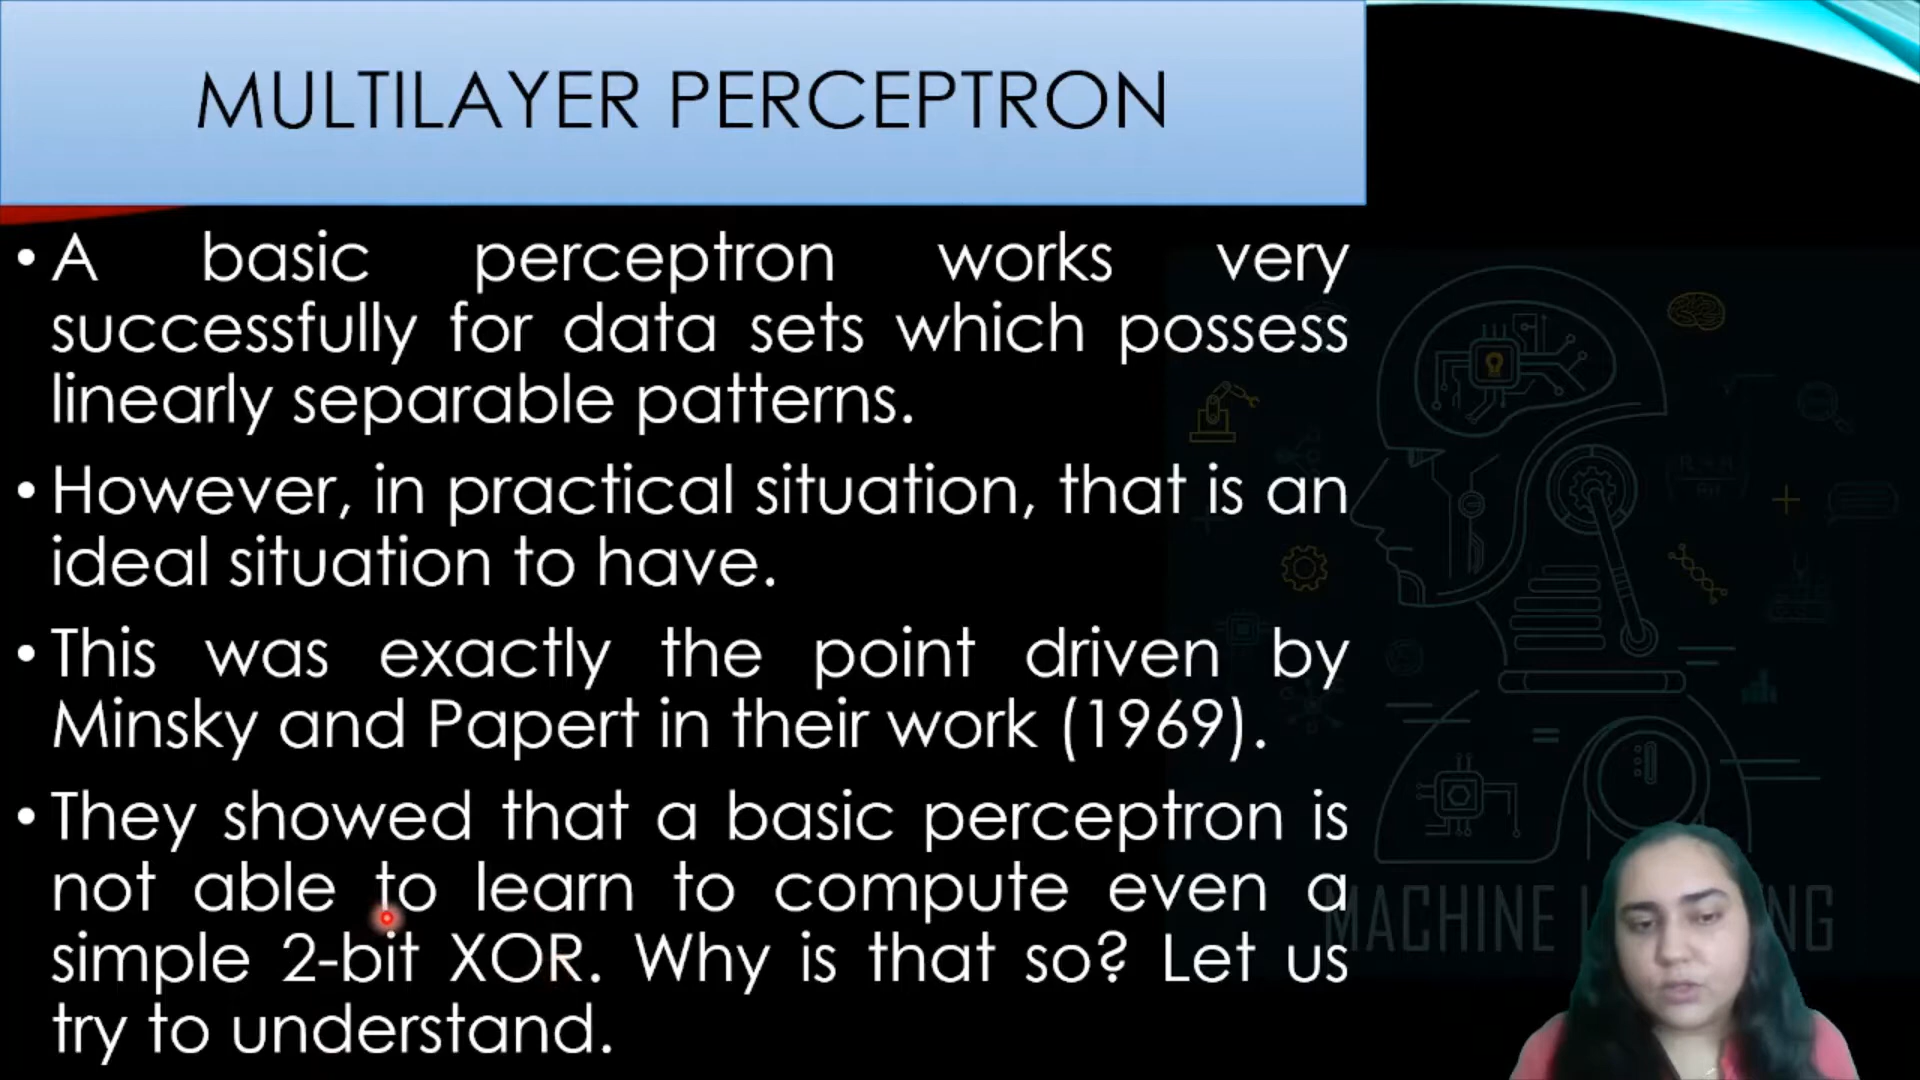 MULTILAYER PERCEPTRON
• A basic perceptron works very
successfully for data sets which possess
linearly separable patterns.
• However, in practical situation, that is an
ideal situation to have.
• This was exactly the point driven by
Minsky and Papert in their work (1969).
• They showed that a basic perceptron is
not able to learn to compute even a
simple 2-bit XOR. Why is that so? Let us
try to understand.
MACHINE L NG